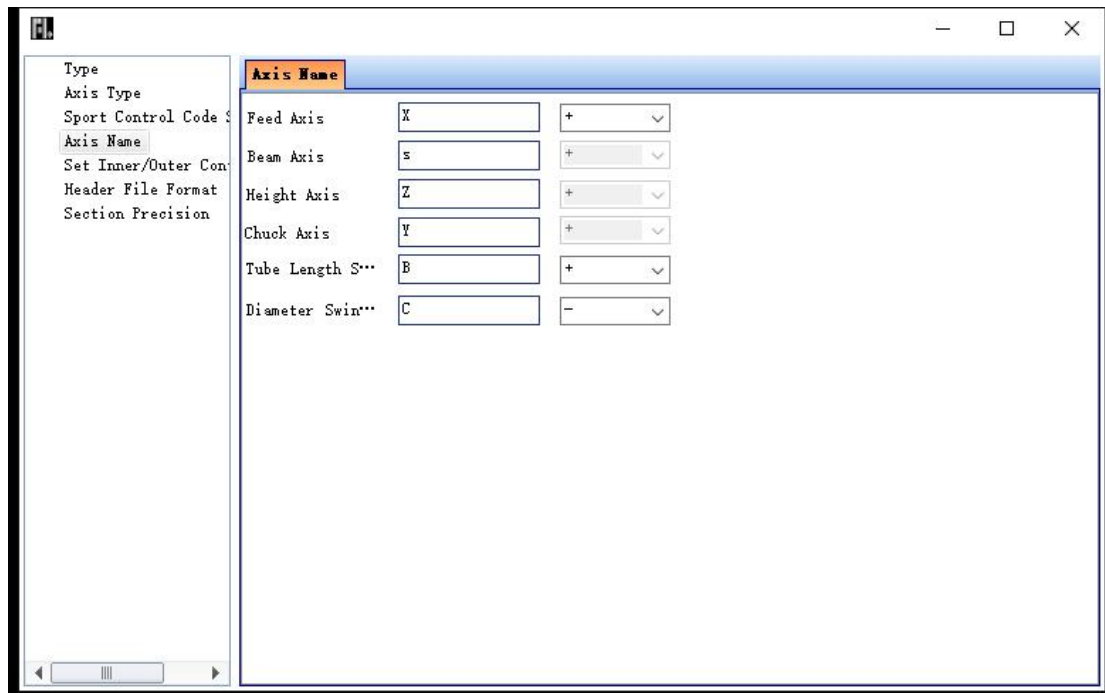 Type
Axis Type
Sport Control Code S
Axis Name
Set Inner/Outer Con
Header File Format
Section Precision
Axis Name
Feed Axis X +
Beam Axis s +
Height Axis Z +
Chuck Axis Y +
Tube Length S… B +
Diameter Swin… C −